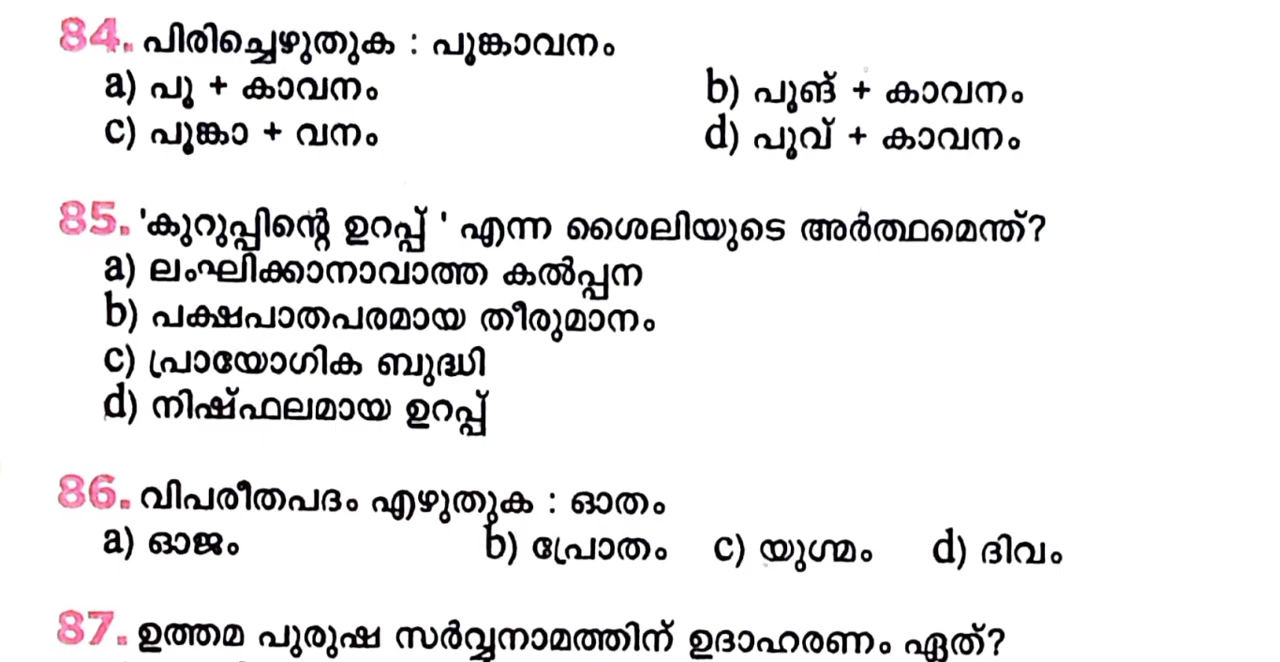 84. പിരിച്ചെഴുതുക : പൂങ്കാവനം
a) പൂ + കാവനം b) പൂങ് + കാവനം
c) പൂങ്കാ + വനം d) പൂവ് + കാവനം
85. 'കുറുപ്പിന്റെ ഉറപ്പ് ' എന്ന ശൈലിയുടെ അർത്ഥമെന്ത്?
a) ലംഘിക്കാനാവാത്ത കൽപ്പന
b) പക്ഷപാതപരമായ തീരുമാനം
c) പ്രായോഗിക ബുദ്ധി
d) നിഷ്ഫലമായ ഉറപ്പ്
86. വിപരീതപദം എഴുതുക : ഓതം
a) ഓജം b) പ്രോതം c) യുഗ്മം d) ദിവം
87. ഉത്തമ പുരുഷ സർവ്വനാമത്തിന് ഉദാഹരണം ഏത്?